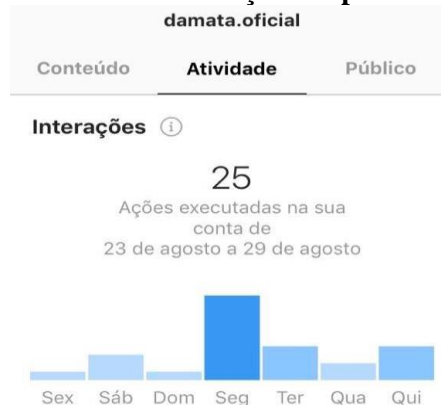 damata.oficial
Conteúdo Atividade Público
Interações
25
Ações executadas na sua
conta de
23 de agosto a 29 de agosto
Sex Sáb Dom Seg Ter Qua Qui